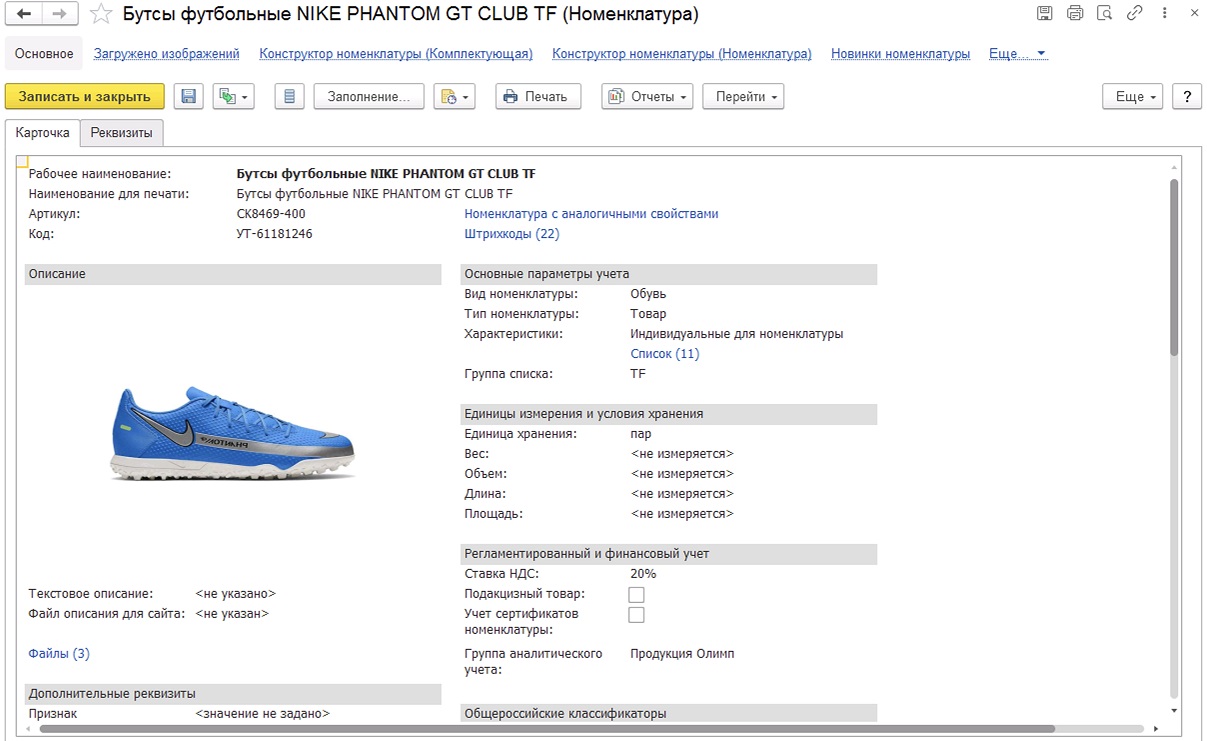 Бутсы футбольные NIKE PHANTOM GT CLUB TF (Номенклатура)
Основное Загружено изображений Конструктор номенклатуры (Комплектующая) Конструктор номенклатуры (Номенклатура) Новинки номенклатуры Еще...
Записать и закрыть Заполнение... Печать Отчеты Перейти Еще ?
Карточка Реквизиты
Рабочее наименование: Бутсы футбольные NIKE PHANTOM GT CLUB TF
Наименование для печати: Бутсы футбольные NIKE PHANTOM GT CLUB TF
Артикул: CK8469-400 Номенклатура с аналогичными свойствами
Код: УТ-61181246 Штрихкоды (22)
Описание
Основные параметры учета
Вид номенклатуры: Обувь
Тип номенклатуры: Товар
Характеристики: Индивидуальные для номенклатуры
Список (11)
Группа списка: TF
Единицы измерения и условия хранения
Единица хранения: пар
Вес: <не измеряется>
Объем: <не измеряется>
Длина: <не измеряется>
Площадь: <не измеряется>
PHANTOM
Регламентированный и финансовый учет
Ставка НДС: 20%
Подакцизный товар:
Учет сертификатов
номенклатуры:
Группа аналитического Продукция Олимп
учета:
Текстовое описание: <не указано>
Файл описания для сайта: <не указан>
Файлы (3)
Дополнительные реквизиты
Признак <значение не задано>
Общероссийские классификаторы